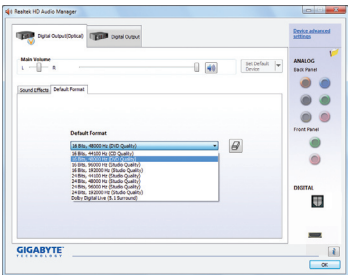 Realtek HD Audio Manager
Digital Output(Optical)
Digital Output
Device advanced settings
Main Volume
L
R
Set Default Device
ANALOG
Back Panel
Sound Effects
Default Format
Default Format
16 Bits, 48000 Hz (DVD Quality)
16 Bits, 44100 Hz (CD Quality)
16 Bits, 48000 Hz (DVD Quality)
16 Bits, 96000 Hz (Studio Quality)
16 Bits, 192000 Hz (Studio Quality)
24 Bits, 44100 Hz (Studio Quality)
24 Bits, 48000 Hz (Studio Quality)
24 Bits, 96000 Hz (Studio Quality)
24 Bits, 192000 Hz (Studio Quality)
Dolby Digital Live (5.1 Surround)
Front Panel
DIGITAL
GIGABYTE
TECHNOLOGY
OK